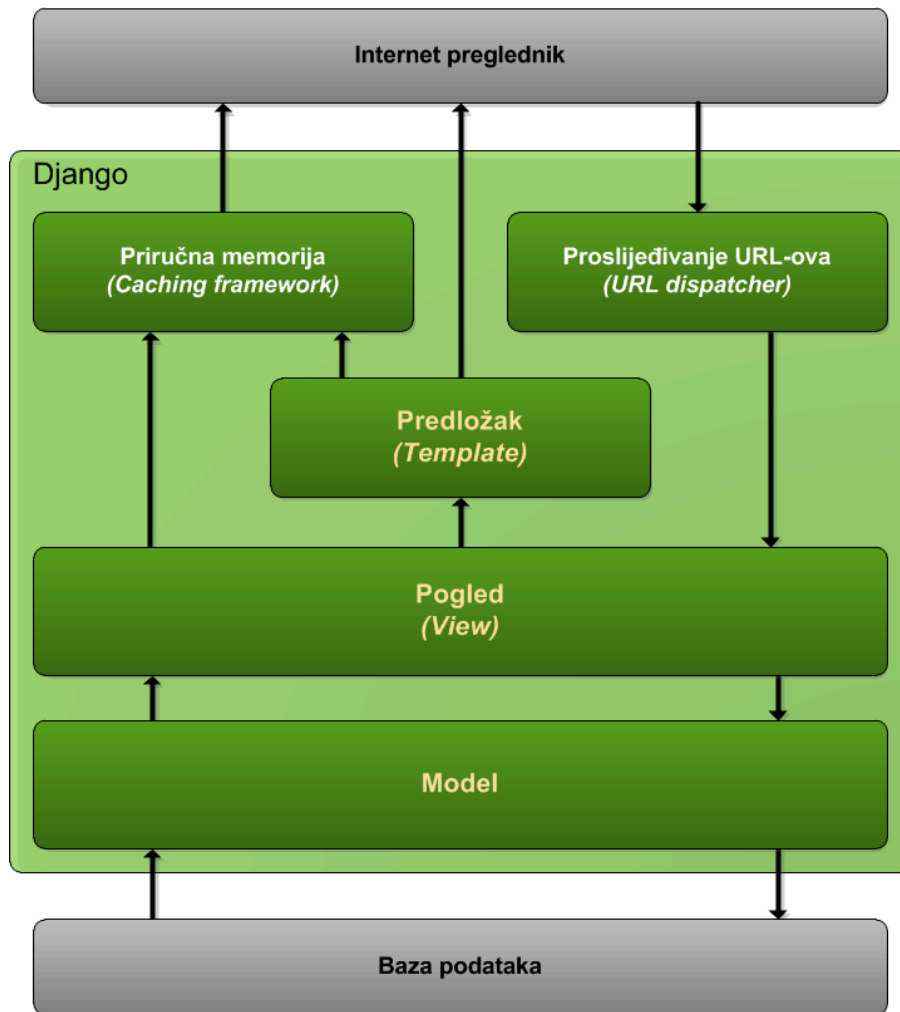 Internet preglednik
Django
Priručna memorija
(Caching framework)
Proslijeđivanje URL-ova
(URL dispatcher)
Predložak
(Template)
Pogled
(View)
Model
Baza podataka